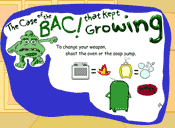 The Case of the BAC! that Kept Growing
To change your weapon,
shoot the oven or the soap pump.
= =